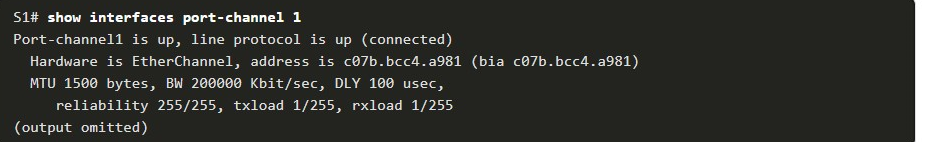 S1# show interfaces port-channel 1
Port-channel1 is up, line protocol is up (connected)
Hardware is EtherChannel, address is c07b.bcc4.a981 (bia c07b.bcc4.a981)
MTU 1500 bytes, BW 200000 Kbit/sec, DLY 100 usec,
reliability 255/255, txload 1/255, rxload 1/255
(output omitted)